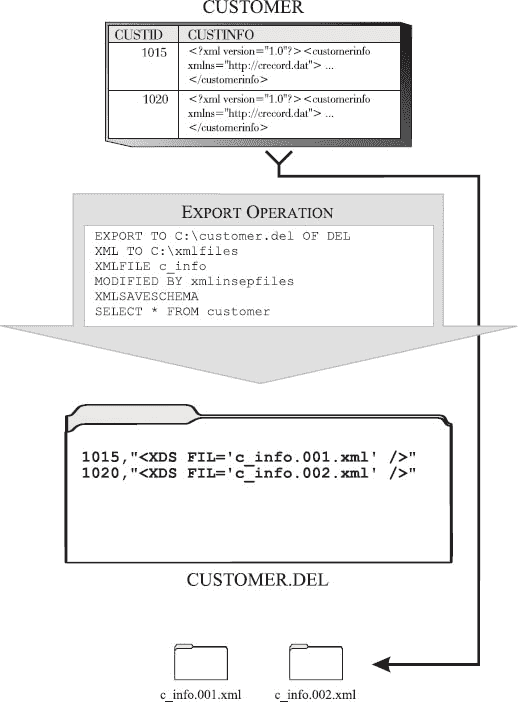 CUSTOMER
CUSTID CUSTINFO
1015 <?xml version="1.0"?><customerinfo
xmlns="http://crecord.dat"> ...
</customerinfo>
1020 <?xml version="1.0"?><customerinfo
xmlns="http://crecord.dat"> ...
</customerinfo>
EXPORT OPERATION
EXPORT TO C:\customer.del OF DEL
XML TO C:\xmlfiles
XMLFILE c_info
MODIFIED BY xmlinsepfiles
XMLSAVESCHEMA
SELECT * FROM customer
1015,"<XDS FIL='c_info.001.xml' />"
1020,"<XDS FIL='c_info.002.xml' />"
CUSTOMER.DEL
c_info.001.xml c_info.002.xml